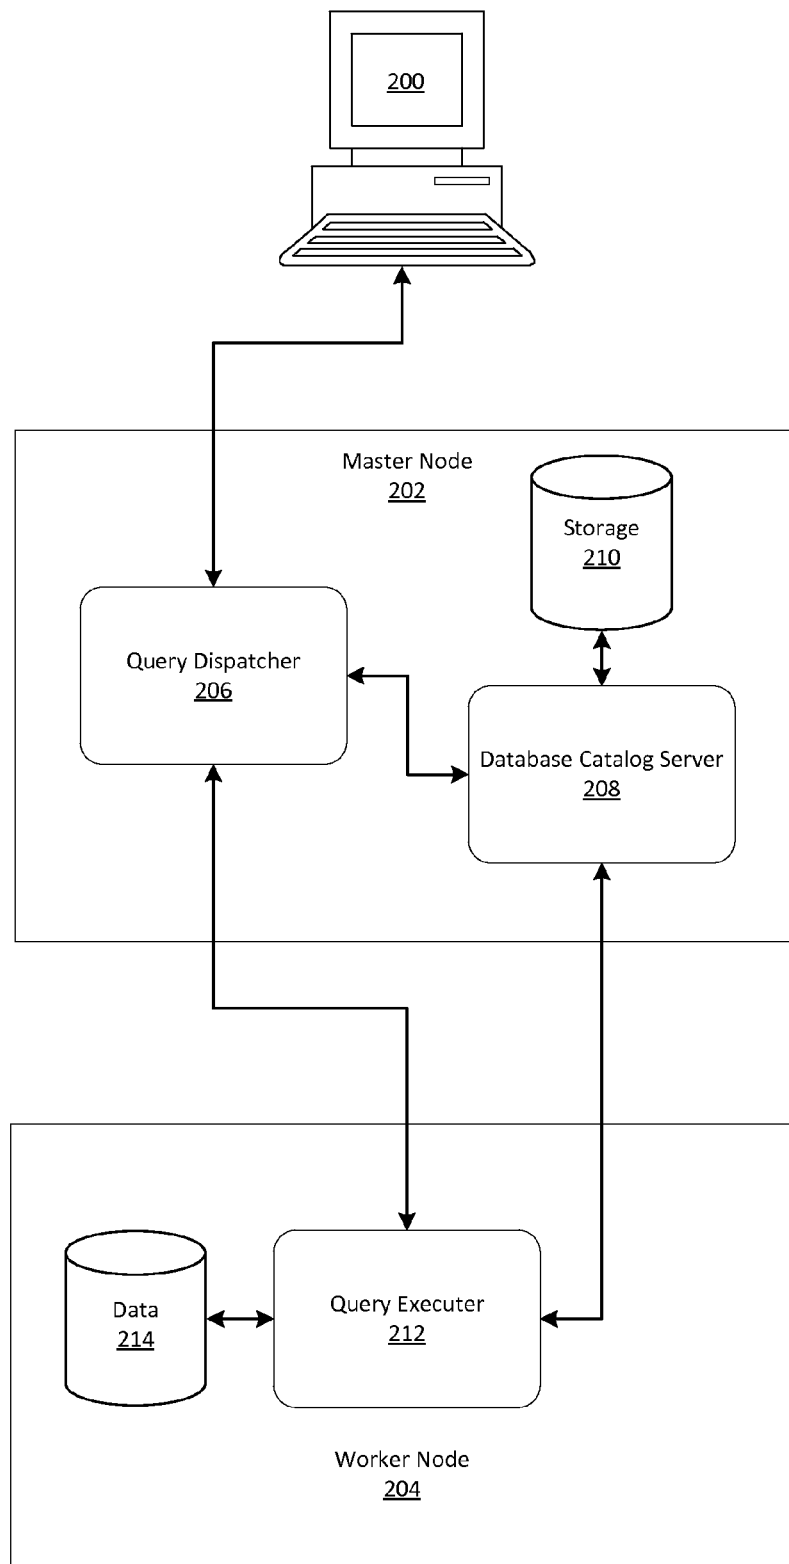 200
Master Node
202
Storage
210
Query Dispatcher
206
Database Catalog Server
208
Data
214
Query Executer
212
Worker Node
204